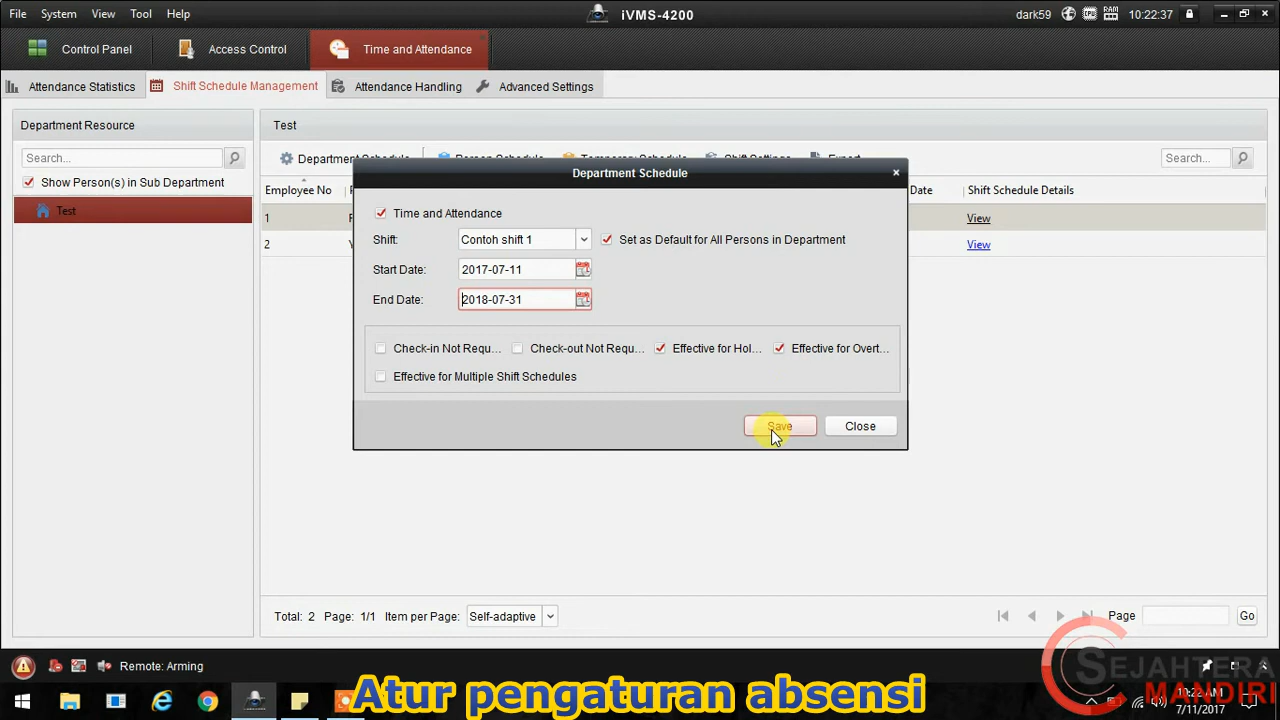 File System View Tool Help
iVMS-4200
dark59 RAM 10:22:37
Control Panel Access Control Time and Attendance
Attendance Statistics Shift Schedule Management Attendance Handling Advanced Settings
Department Resource
Search...
Show Person(s) in Sub Department
Test
Test
Search...
Employee No Date Shift Schedule Details
1 View
2 View
Department Schedule
Time and Attendance
Shift: Contoh shift 1 Set as Default for All Persons in Department
Start Date: 2017-07-11
End Date: 2018-07-31
Check-in Not Requ... Check-out Not Requ... Effective for Hol... Effective for Overt...
Effective for Multiple Shift Schedules
Save Close
Total: 2 Page: 1/1 Item per Page: Self-adaptive Page Go
Remote: Arming
SEJAHTERA
MANDIRI
7/11/2017
Atur pengaturan absensi